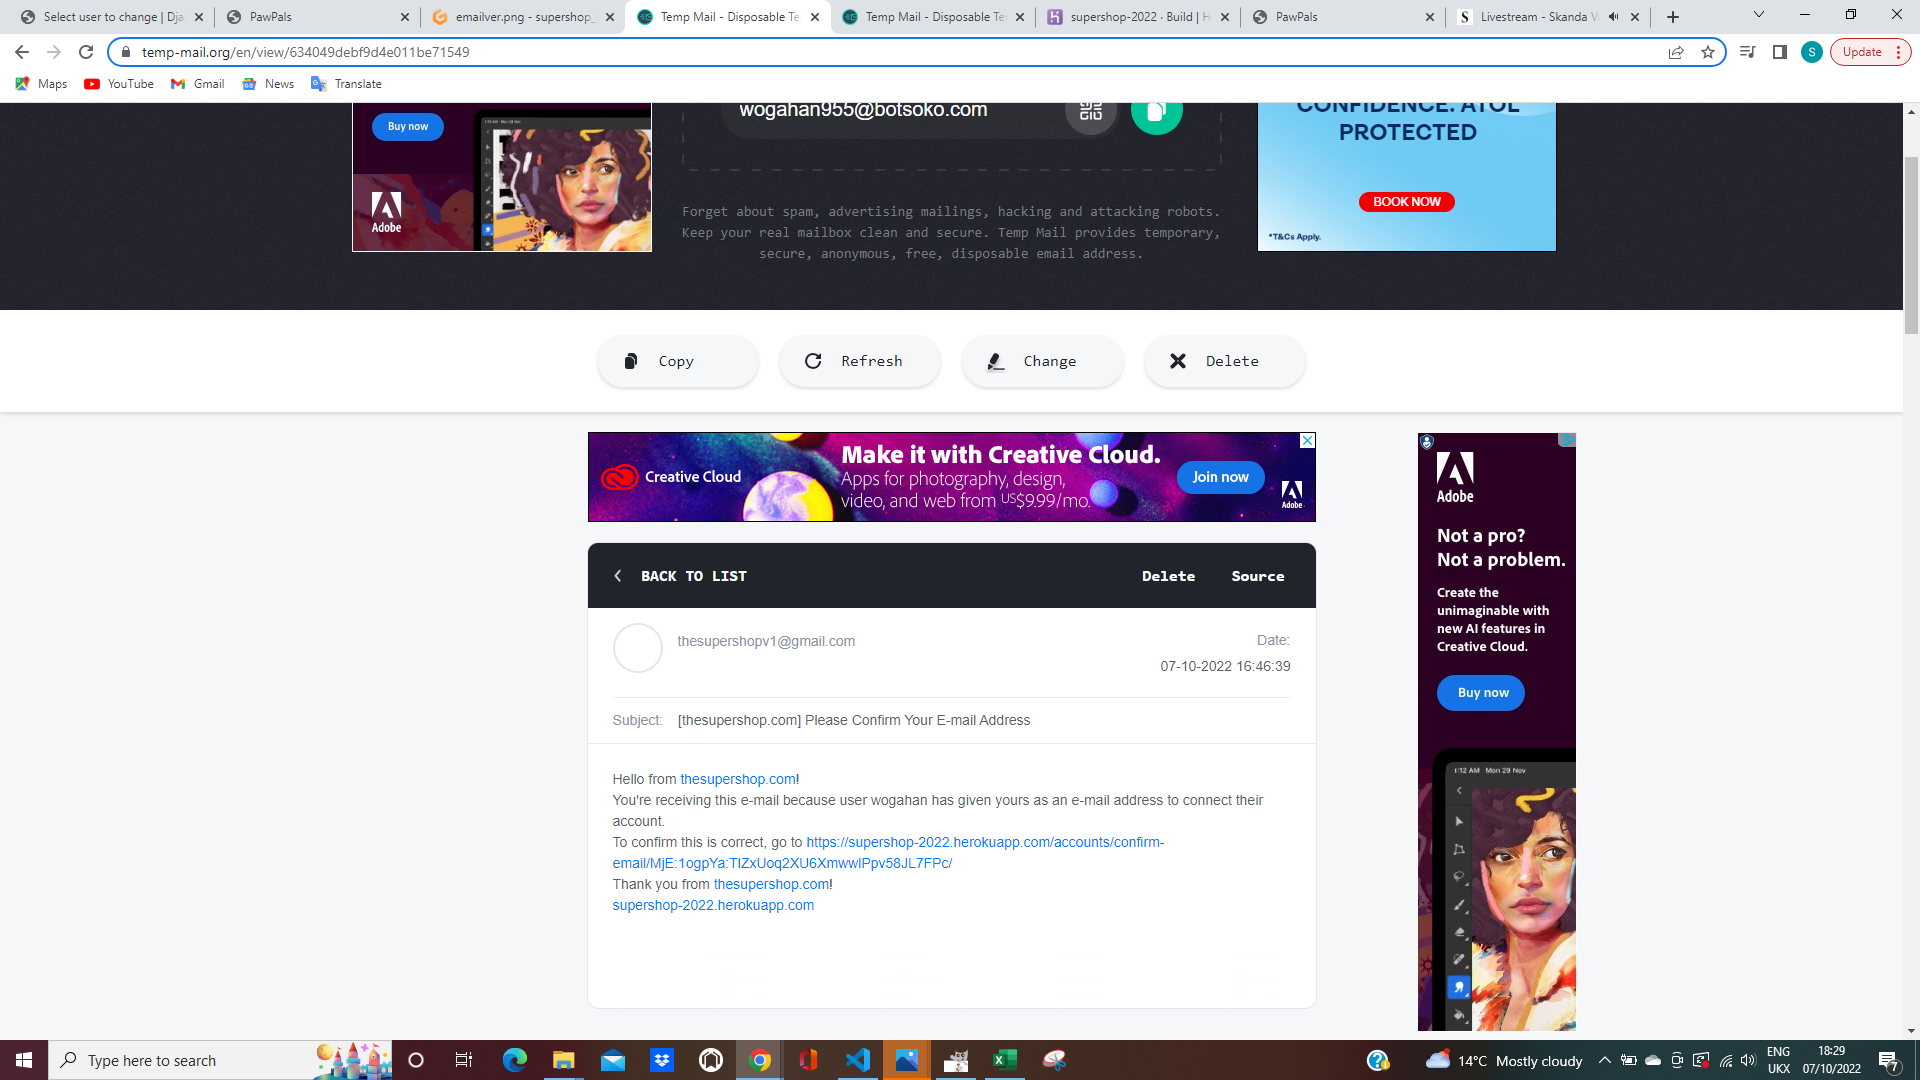 Select user to change | Dja
PawPals
emailver.png - supershop_
Temp Mail - Disposable Te
Temp Mail - Disposable Te
supershop-2022 · Build | H
PawPals
Livestream - Skanda V
temp-mail.org/en/view/634049debf9d4e011be71549
S
Update
Maps
YouTube
Gmail
News
Translate
Buy now
Adobe
wogahan955@botsoko.com
CONFIDENCE. ATOL
PROTECTED
BOOK NOW
*T&Cs Apply.
Forget about spam, advertising mailings, hacking and attacking robots.
Keep your real mailbox clean and secure. Temp Mail provides temporary,
secure, anonymous, free, disposable email address.
Copy
Refresh
Change
Delete
Creative Cloud
Make it with Creative Cloud.
Apps for photography, design,
video, and web from US$9.99/mo.
Join now
Adobe
BACK TO LIST
Delete
Source
thesupershopv1@gmail.com
Date:
07-10-2022 16:46:39
Subject: [thesupershop.com] Please Confirm Your E-mail Address
Hello from thesupershop.com!
You're receiving this e-mail because user wogahan has given yours as an e-mail address to connect their
account.
To confirm this is correct, go to https://supershop-2022.herokuapp.com/accounts/confirm-
email/MjE:1ogpYa:TlZxUoq2XU6XmwwlPpv58JL7FPc/
Thank you from thesupershop.com!
supershop-2022.herokuapp.com
Adobe
Not a pro?
Not a problem.
Create the
unimaginable with
new AI features in
Creative Cloud.
Buy now
1:12 AM Mon 29 Nov
Type here to search
14°C Mostly cloudy
ENG
UKX
18:29
07/10/2022
7